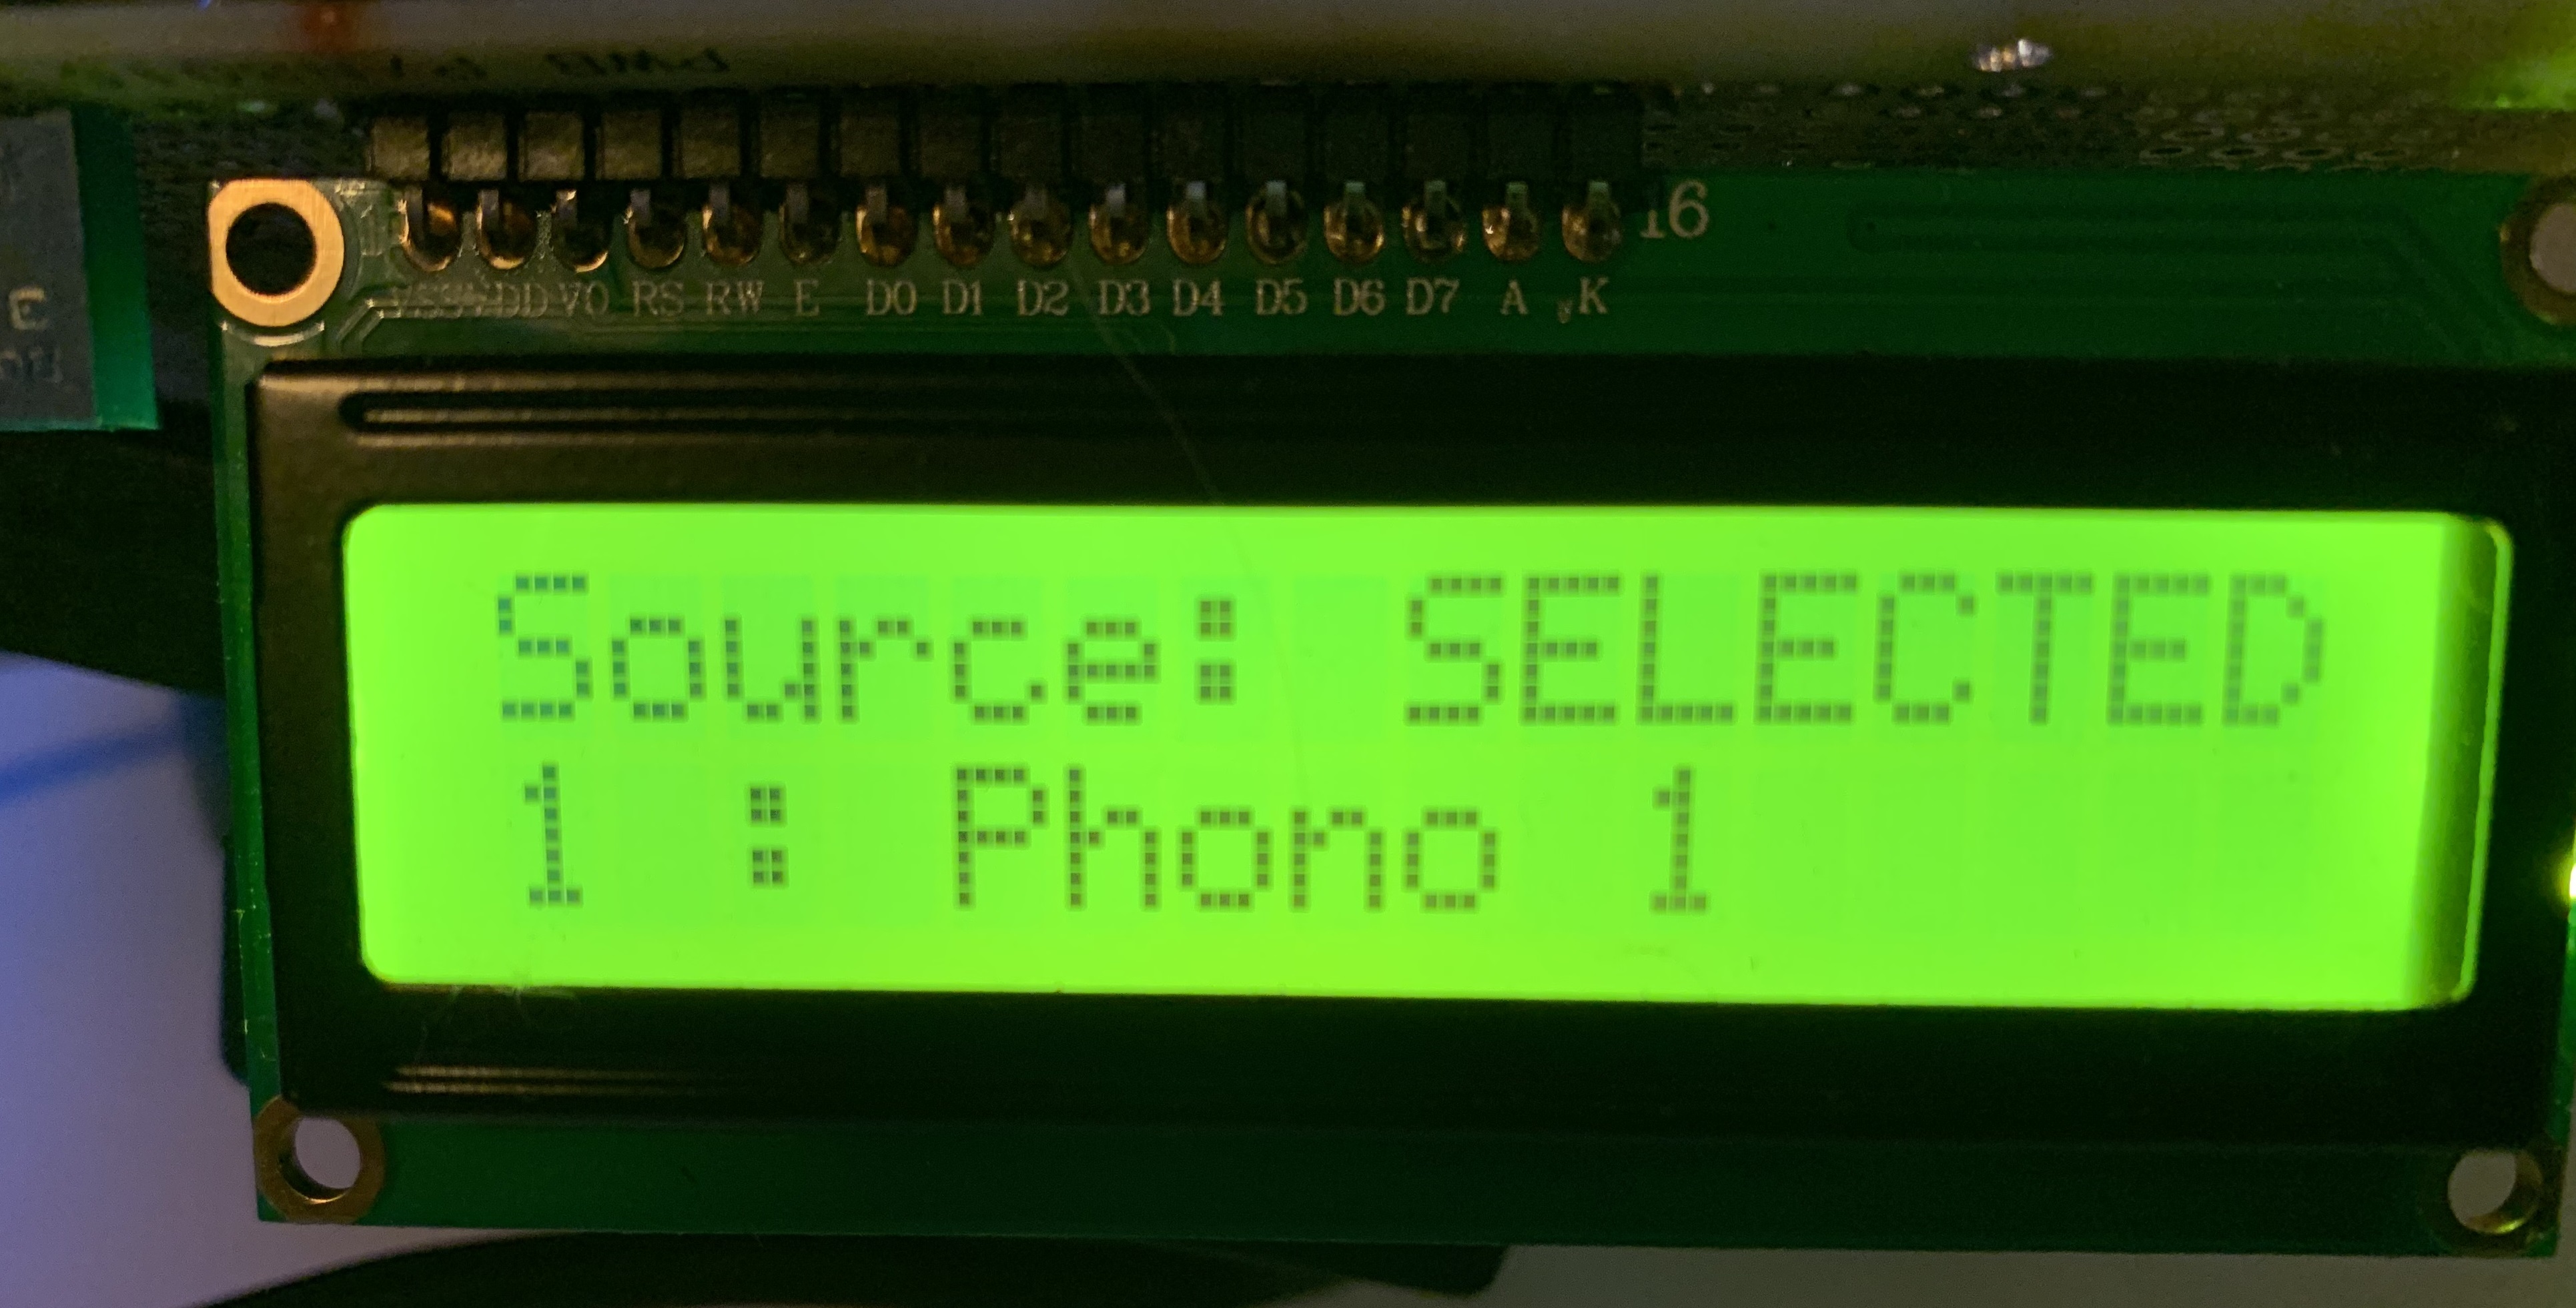 16
VSS VDD V0 RS RW E D0 D1 D2 D3 D4 D5 D6 D7 A K
E
Source: SELECTED
1 : Phono 1